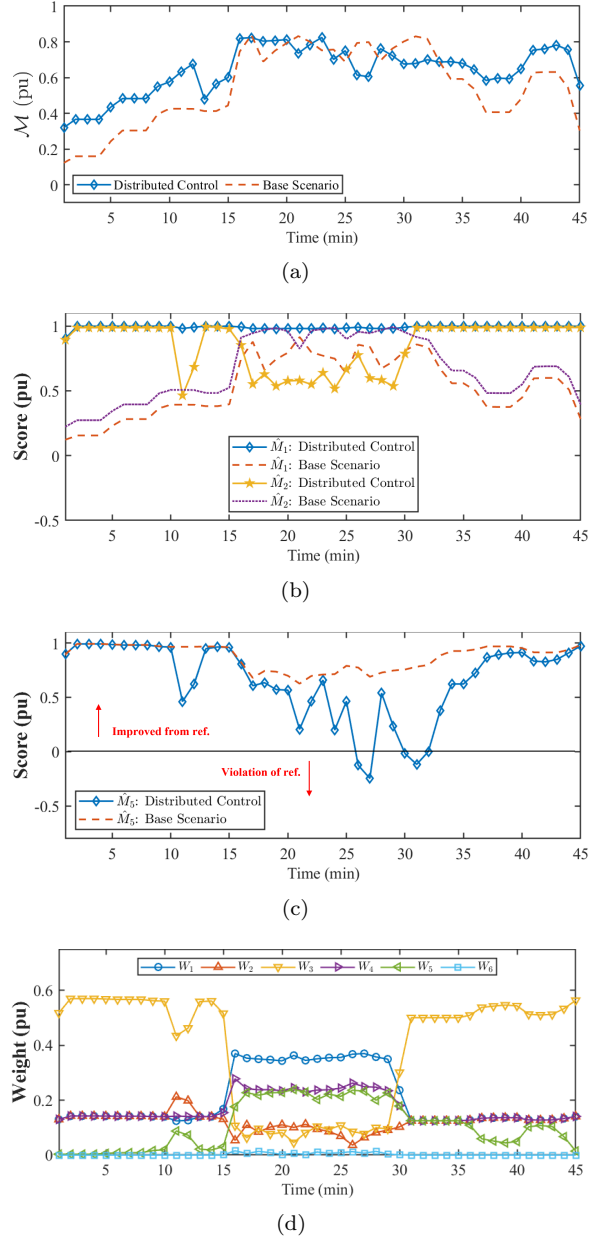 1
0.8
0.6
0.4
0.2
0
ℳ (pu)
Distributed Control
Base Scenario
5
10
15
20
25
30
35
40
45
Time (min)
(a)
1
0.5
0
-0.5
Score (pu)
M̂₁: Distributed Control
M̂₁: Base Scenario
M̂₂: Distributed Control
M̂₂: Base Scenario
5
10
15
20
25
30
35
40
45
Time (min)
(b)
1
0.5
0
-0.5
Score (pu)
Improved from ref.
Violation of ref.
M̂₅: Distributed Control
M̂₅: Base Scenario
5
10
15
20
25
30
35
40
45
Time (min)
(c)
W₁ W₂ W₃ W₄ W₅ W₆
0.6
0.4
0.2
0
Weight (pu)
5
10
15
20
25
30
35
40
45
Time (min)
(d)